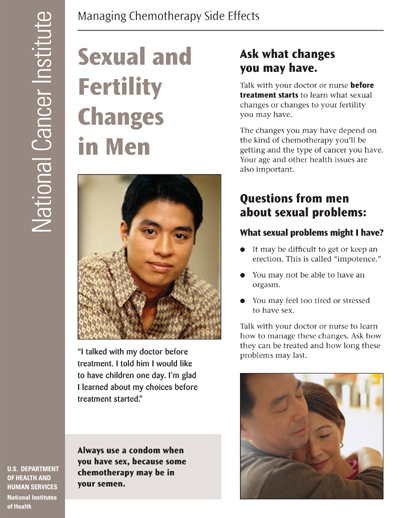 National Cancer Institute
Managing Chemotherapy Side Effects
Sexual and
Fertility
Changes
in Men
"I talked with my doctor before
treatment. I told him I would like
to have children one day. I'm glad
I learned about my choices before
treatment started."
Always use a condom when
you have sex, because some
chemotherapy may be in
your semen.
Ask what changes
you may have.
Talk with your doctor or nurse before
treatment starts to learn what sexual
changes or changes to your fertility
you may have.
The changes you may have depend on
the kind of chemotherapy you'll be
getting and the type of cancer you have.
Your age and other health issues are
also important.
Questions from men
about sexual problems:
What sexual problems might I have?
● It may be difficult to get or keep an
erection. This is called "impotence."
● You may not be able to have an
orgasm.
● You may feel too tired or stressed
to have sex.
Talk with your doctor or nurse to learn
how to manage these changes. Ask how
they can be treated and how long these
problems may last.
U.S. DEPARTMENT
OF HEALTH AND
HUMAN SERVICES
National Institutes
of Health